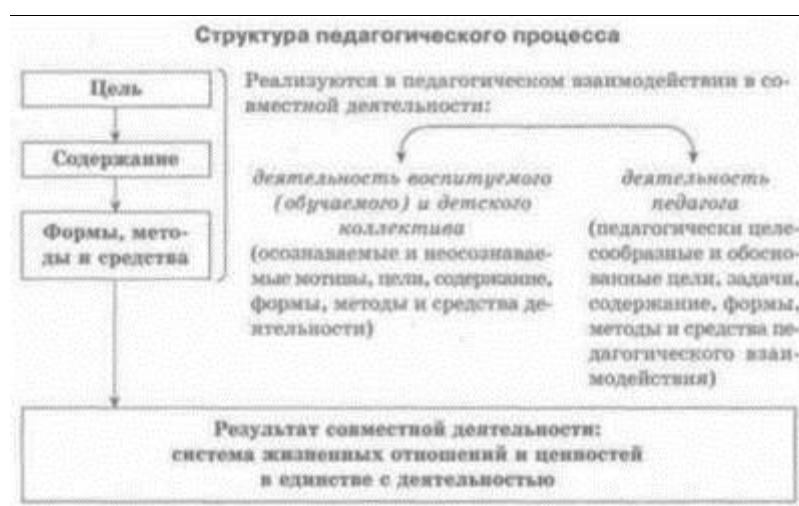 Структура педагогического процесса
Цель
Содержание
Формы, мето-
ды и средства
Реализуются в педагогическом взаимодействии в со-
вместной деятельности:
деятельность воспитуемого
(обучаемого) и детского
коллектива
(осознаваемые и неосознавае-
мые мотивы, цели, содержание,
формы, методы и средства де-
ятельности)
деятельность
педагога
(педагогически целе-
сообразные и обосно-
ванные цели, задачи,
содержание, формы,
методы и средства пе-
дагогического взаи-
модействия)
Результат совместной деятельности:
система жизненных отношений и ценностей
в единстве с деятельностью